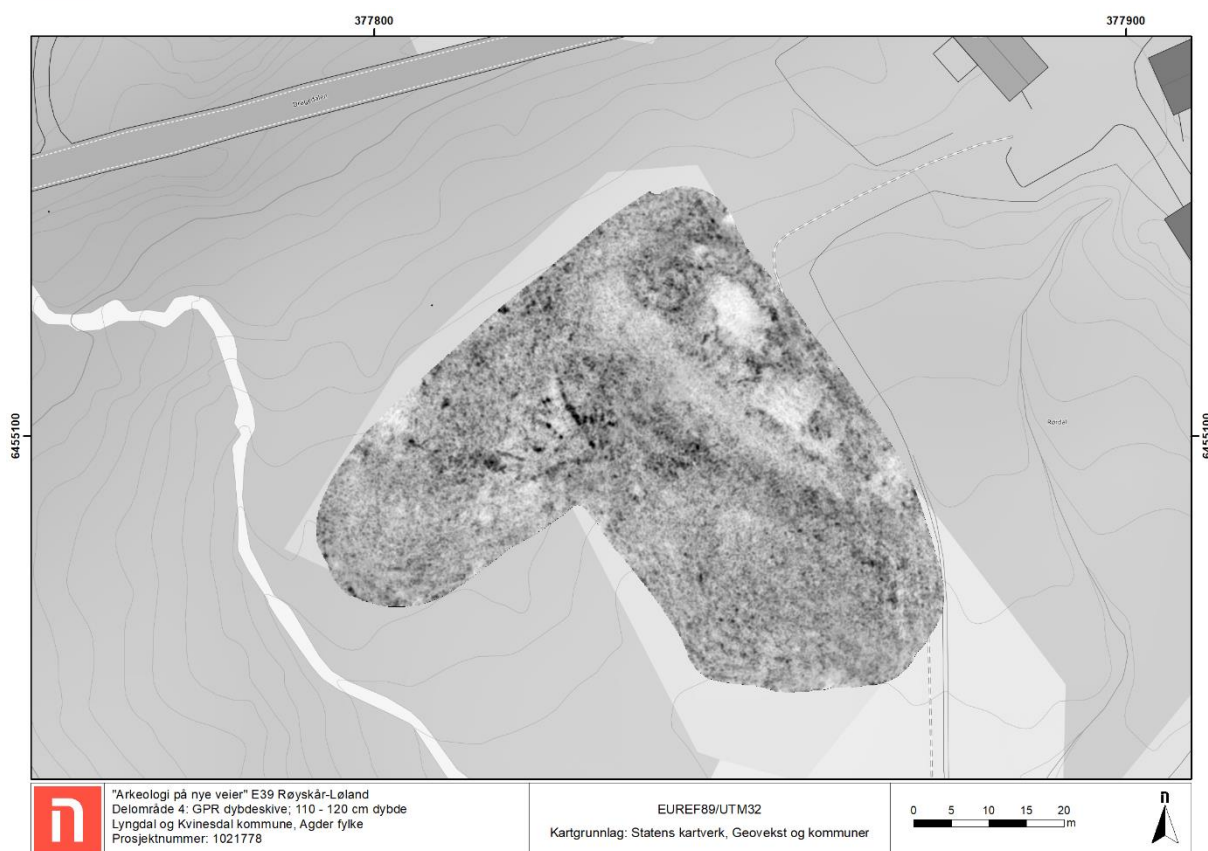 377800
377900
Drøgedalen
6455100
6455100
Rørdal
"Arkeologi på nye veier" E39 Røyskår-Løland
Delområde 4: GPR dybdeskive; 110 - 120 cm dybde
Lyngdal og Kvinesdal kommune, Agder fylke
Prosjektnummer: 1021778
EUREF89/UTM32
Kartgrunnlag: Statens kartverk, Geovekst og kommuner
0 5 10 15 20
m
n